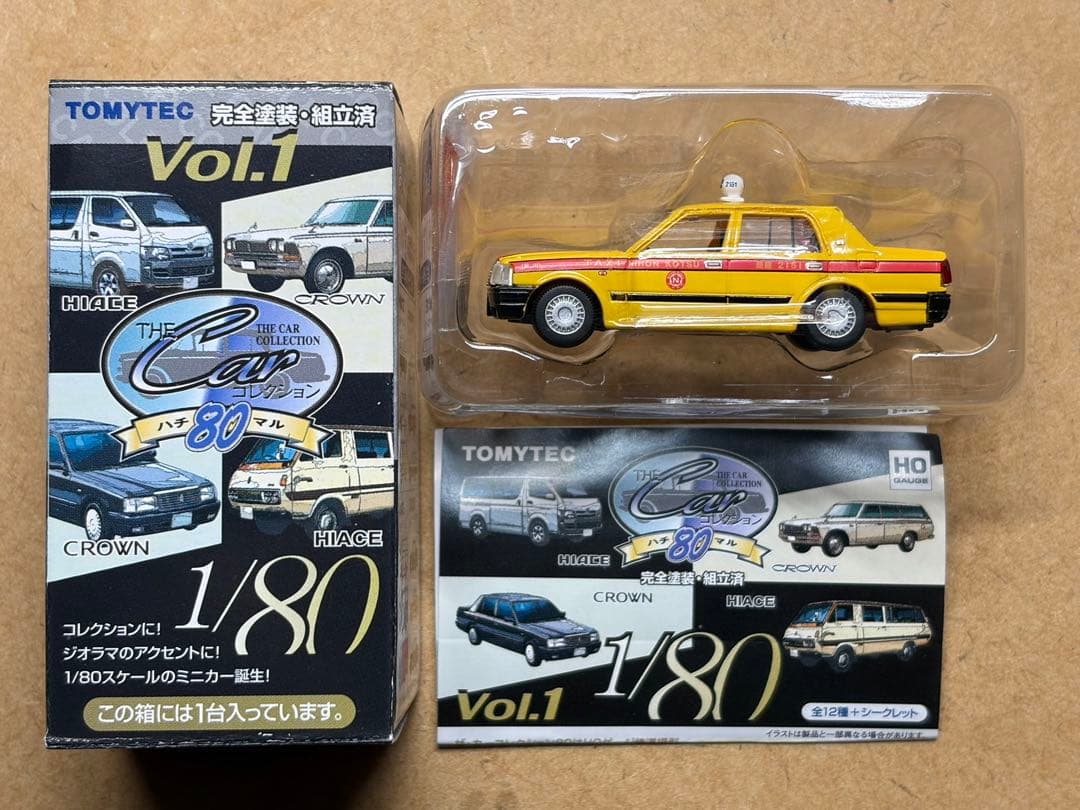 TOMYTEC 完全塗装・組立済
Vol.1
HIACE
CROWN
THE
Car
THE CAR
COLLECTION
コレクション
ハチ 80 マル
CROWN
HIACE
1/80
コレクションに!
ジオラマのアクセントに!
1/80スケールのミニカー誕生!
この箱には1台入っています。
2151
TAXI NIHON KOTSU
2151
N
TOMYTEC
HO
GAUGE
THE
Car
THE CAR
COLLECTION
コレクション
ハチ 80 マル
HIACE
CROWN
完全塗装・組立済
CROWN
HIACE
1/80
Vol.1
全12種+シークレット
イラストは製品と一部異なる場合があります。